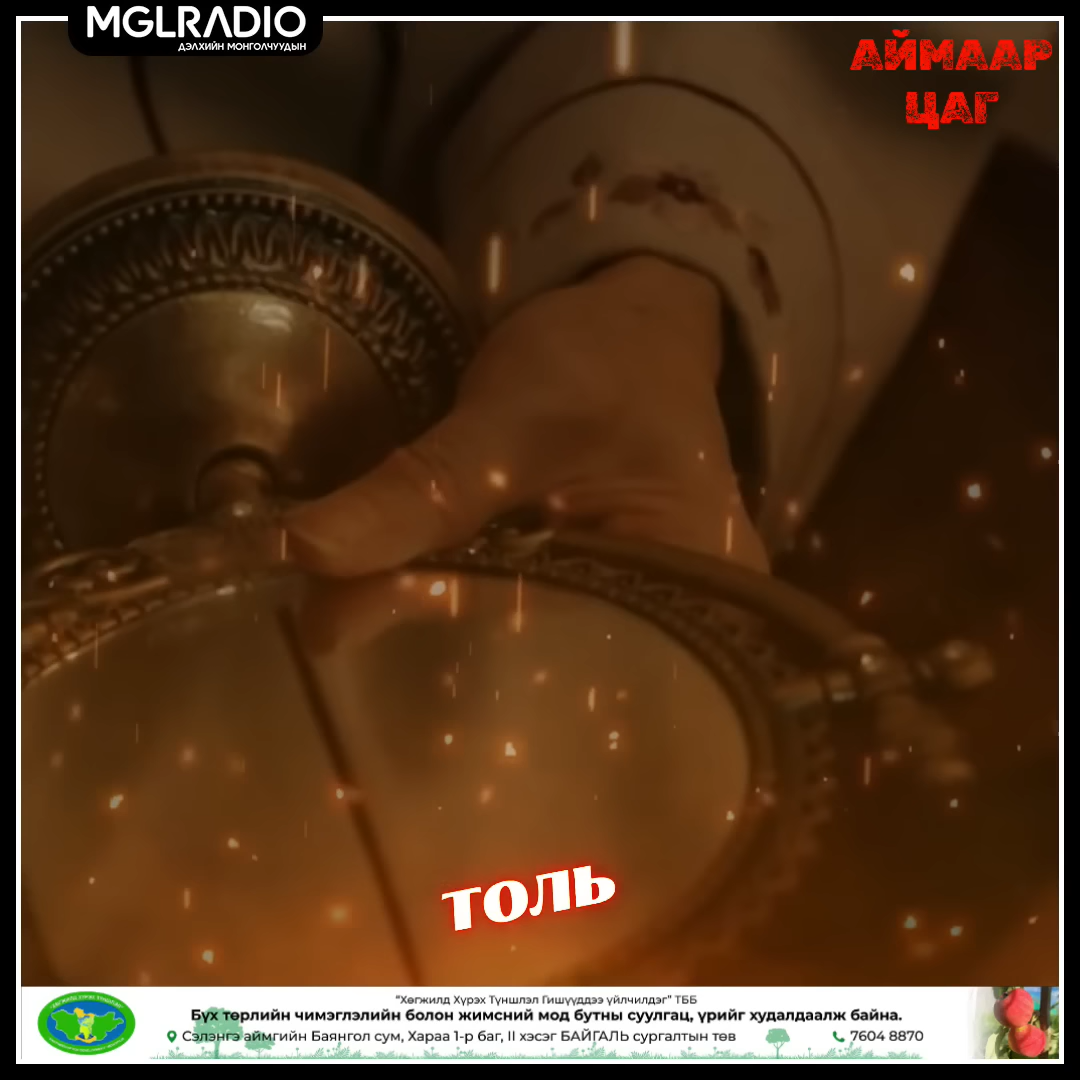 MGLRADIO
ДЭЛХИЙН МОНГОЛЧУУДЫН
АЙМААР
ЦАГ
ТОЛЬ
"Хөгжилд Хүрэх Түншлэл Гишүүддээ үйлчилдэг" ТББ
Бүх төрлийн чимэглэлийн болон жимсний мод бутны суулгац, үрийг худалдаалж байна.
Сэлэнгэ аймгийн Баянгол сум, Хараа 1-р баг, II хэсэг БАЙГАЛЬ сургалтын төв
7604 8870